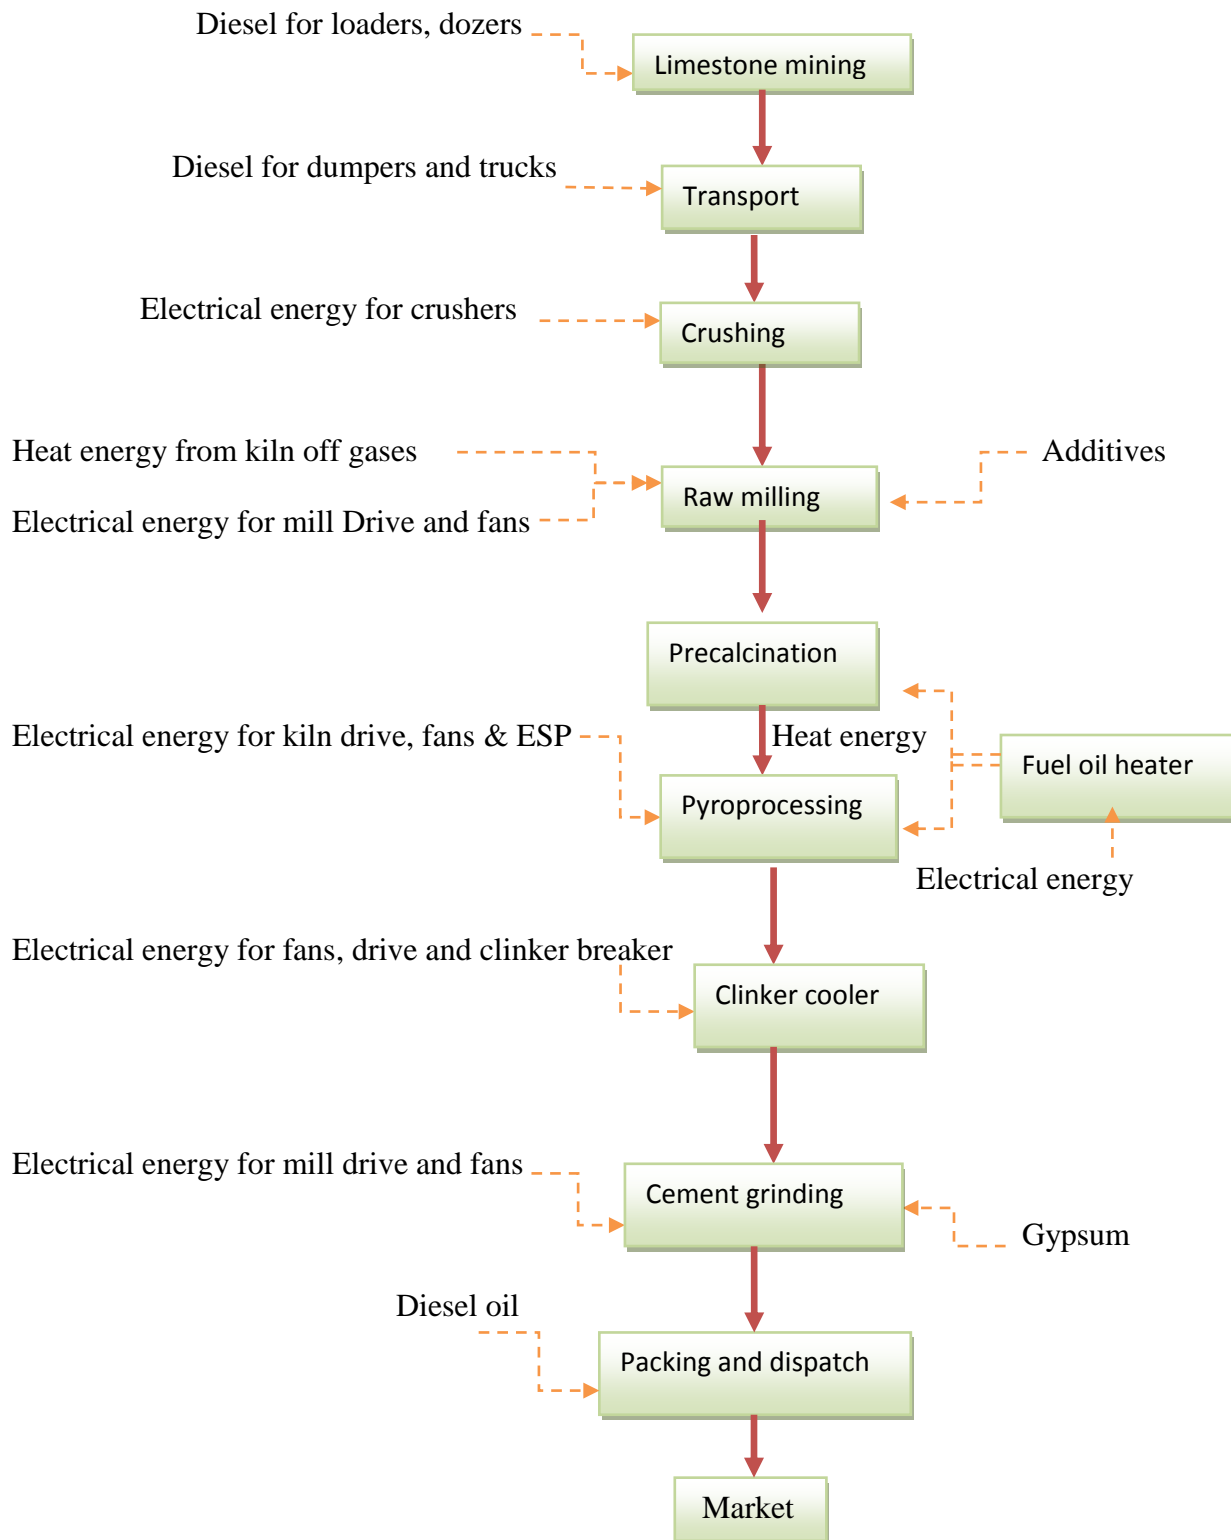 Diesel for loaders, dozers
Limestone mining
Diesel for dumpers and trucks
Transport
Electrical energy for crushers
Crushing
Heat energy from kiln off gases
Additives
Raw milling
Electrical energy for mill Drive and fans
Precalcination
Electrical energy for kiln drive, fans & ESP
Heat energy
Fuel oil heater
Pyroprocessing
Electrical energy
Electrical energy for fans, drive and clinker breaker
Clinker cooler
Electrical energy for mill drive and fans
Cement grinding
Gypsum
Diesel oil
Packing and dispatch
Market